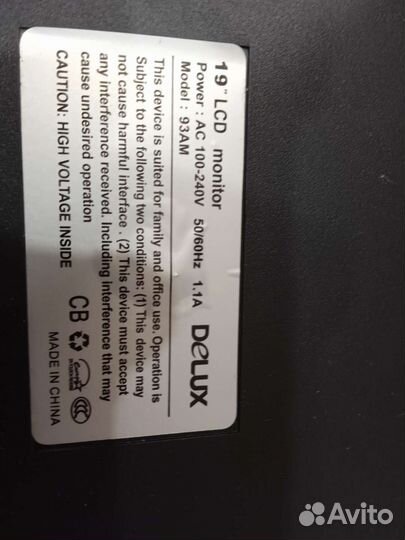 19" LCD monitor
Power : AC 100-240V 50/60Hz 1.1A
Model : 93AM
DeLUX
This device is suited for family and office use. Operation is
Subject to the following two conditions: (1) This device may
not cause harmful interface . (2) This device must accept
any interference received. Including interference that may
cause undesired operation
CAUTION: HIGH VOLTAGE INSIDE
CB
MADE IN CHINA
Avito